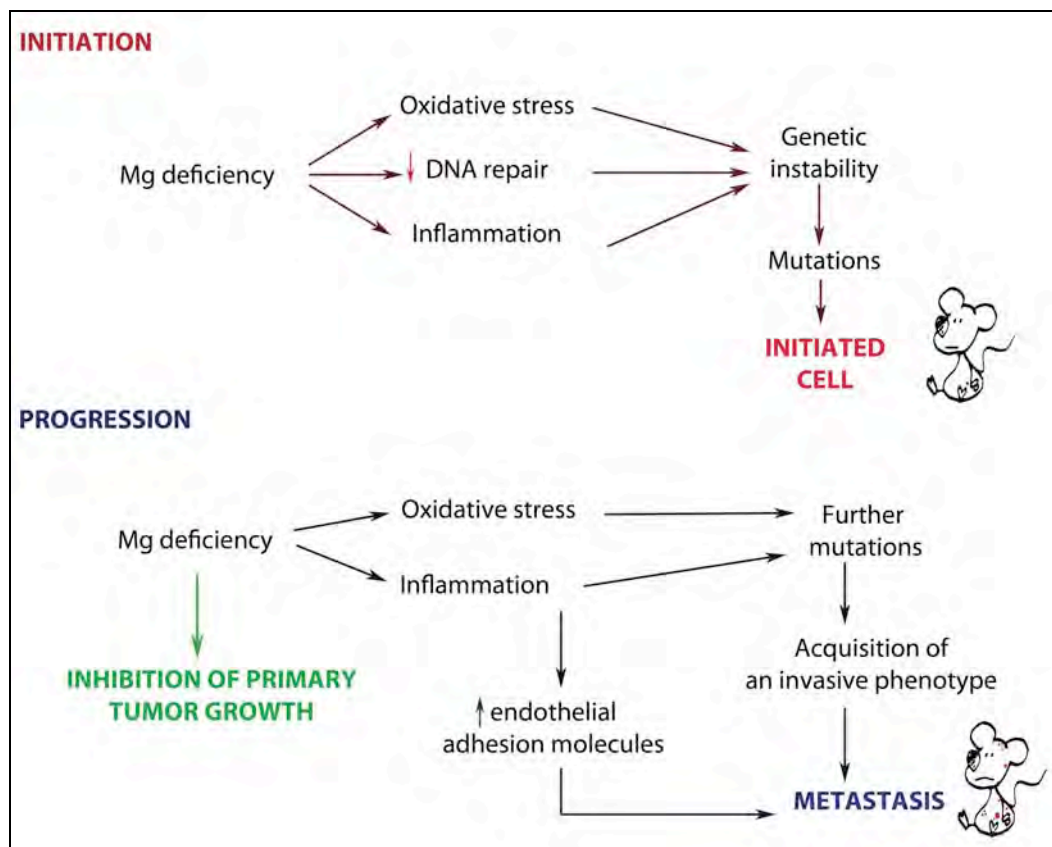 INITIATION
Oxidative stress
Mg deficiency
↓ DNA repair
Inflammation
Genetic
instability
Mutations
INITIATED
CELL
PROGRESSION
Mg deficiency
Oxidative stress
Inflammation
Further
mutations
INHIBITION OF PRIMARY
TUMOR GROWTH
↑ endothelial
adhesion molecules
Acquisition of
an invasive phenotype
METASTASIS